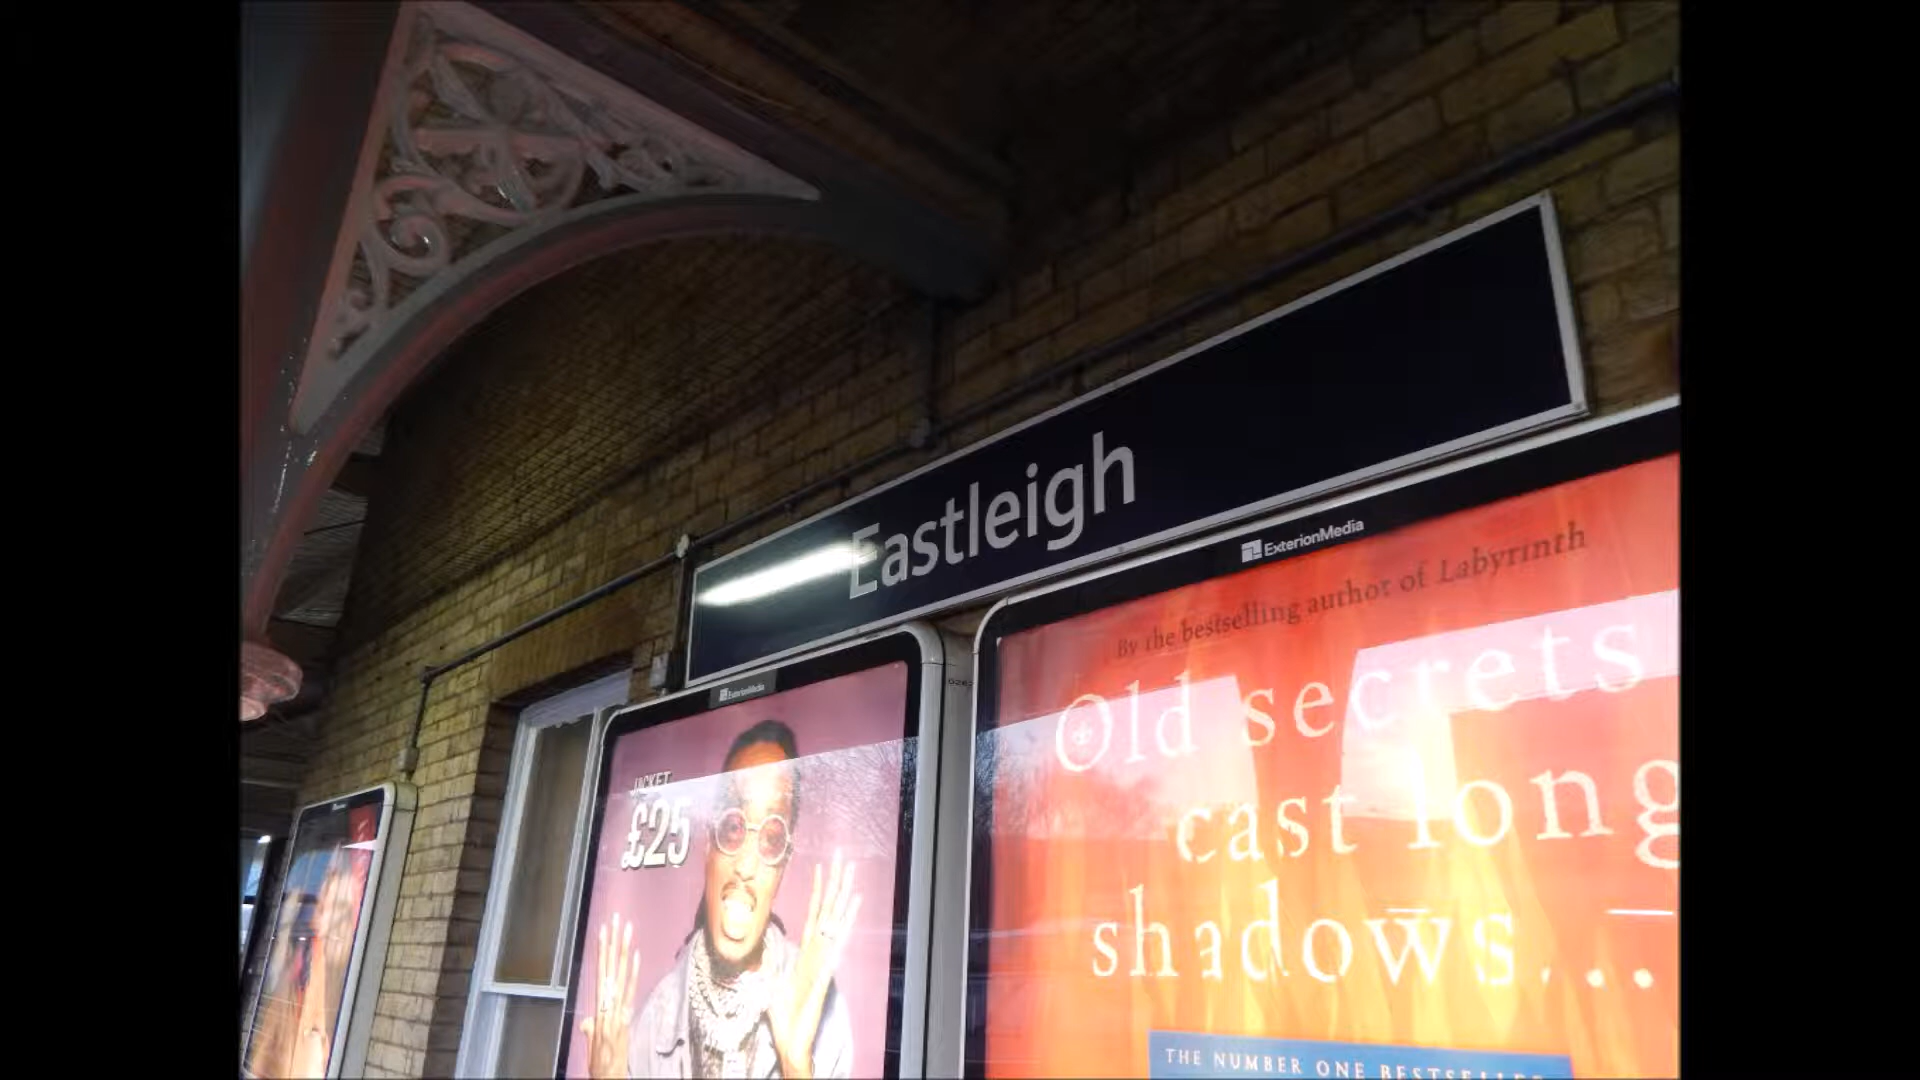 Eastleigh
ExterionMedia
By the bestselling author of Labyrinth
Old secrets
cast long
shadows...
THE NUMBER ONE BESTSELLER
ExterionMedia
JACKET
£25